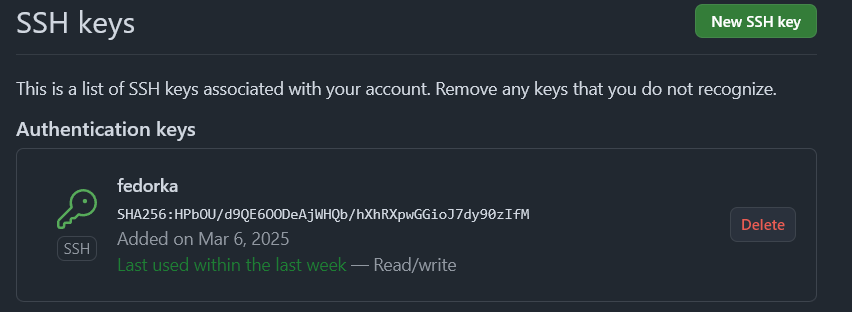 SSH keys
New SSH key
This is a list of SSH keys associated with your account. Remove any keys that you do not recognize.
Authentication keys
fedorka
SHA256:HPbOU/d9QE6OODeAjWHQb/hXhRXpwGGioJ7dy90zIfM
SSH
Added on Mar 6, 2025
Last used within the last week — Read/write
Delete